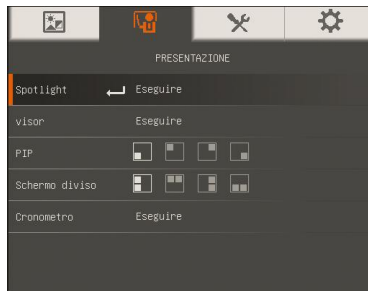 PRESENTAZIONE
Spotlight Eseguire
visor Eseguire
PIP
Schermo diviso
Cronometro Eseguire